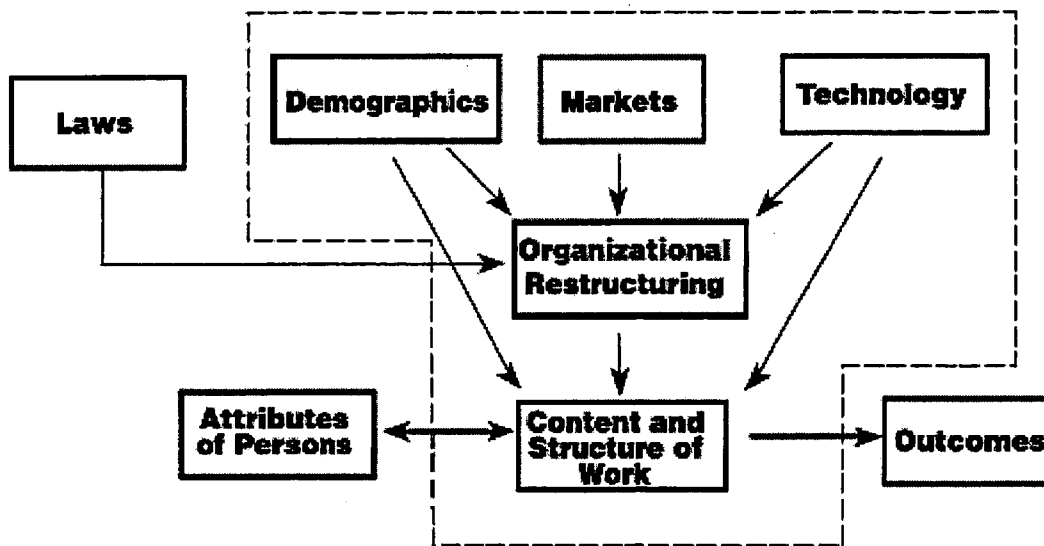 Laws
Demographics
Markets
Technology
Organizational
Restructuring
Attributes
of Persons
Content and
Structure of
Work
Outcomes